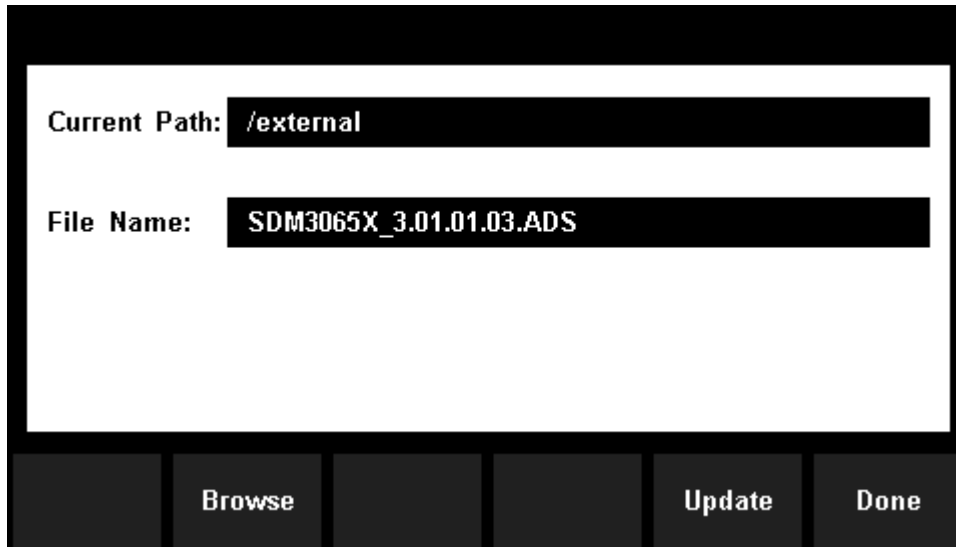 Current Path: /external
File Name: SDM3065X_3.01.01.03.ADS
Browse Update Done